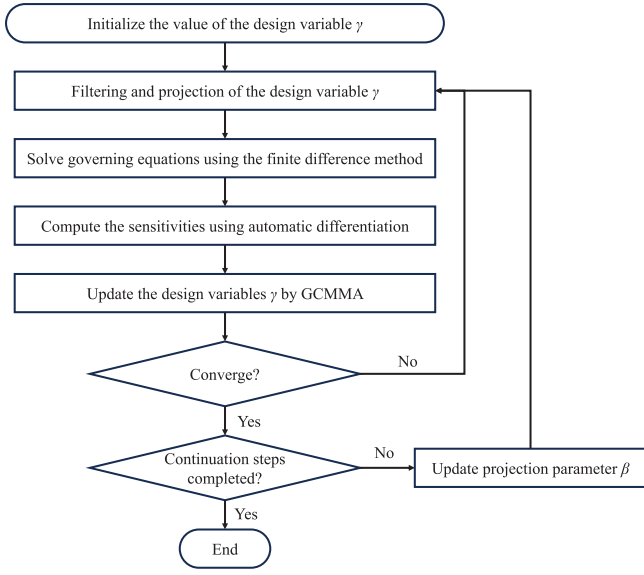 Initialize the value of the design variable γ
Filtering and projection of the design variable γ
Solve governing equations using the finite difference method
Compute the sensitivities using automatic differentiation
Update the design variables γ by GCMMA
Converge?
No
Yes
Continuation steps
completed?
No
Update projection parameter β
Yes
End